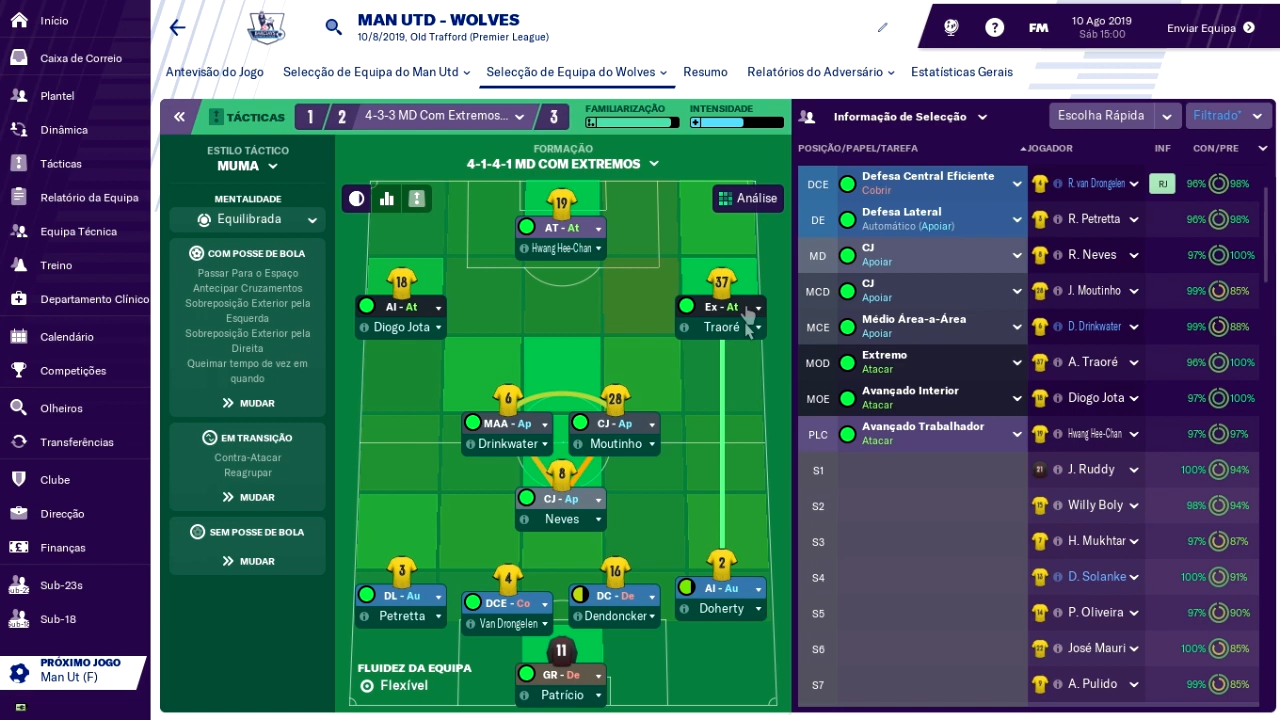 Início
Caixa de Correio
Plantel
Dinâmica
Tácticas
Relatório da Equipa
Equipa Técnica
Treino
Departamento Clínico
Calendário
Competições
Olheiros
Transferências
Clube
Direcção
Finanças
Sub-23s
Sub-18
PRÓXIMO JOGO
Man Ut (F)
MAN UTD - WOLVES
10/8/2019, Old Trafford (Premier League)
FM
10 Ago 2019
Sáb 15:00
Enviar Equipa
Antevisão do Jogo
Selecção de Equipa do Man Utd
Selecção de Equipa do Wolves
Resumo
Relatórios do Adversário
Estatísticas Gerais
TÁCTICAS
1
2
4-3-3 MD Com Extremos...
3
FAMILIARIZAÇÃO
INTENSIDADE
ESTILO TÁCTICO
MUMA
MENTALIDADE
Equilibrada
COM POSSE DE BOLA
Passar Para o Espaço
Antecipar Cruzamentos
Sobreposição Exterior pela
Esquerda
Sobreposição Exterior pela
Direita
Queimar tempo de vez em
quando
MUDAR
EM TRANSIÇÃO
Contra-Atacar
Reagrupar
MUDAR
SEM POSSE DE BOLA
MUDAR
FORMAÇÃO
4-1-4-1 MD COM EXTREMOS
Análise
19
AT - At
Hwang Hee-Chan
18
AI - At
Diogo Jota
37
Ex - At
Traoré
6
MAA - Ap
Drinkwater
28
CJ - Ap
Moutinho
8
CJ - Ap
Neves
3
DL - Au
Petretta
4
DCE - Co
Van Drongelen
16
DC - De
Dendoncker
2
AI - Au
Doherty
11
GR - De
Patrício
FLUIDEZ DA EQUIPA
Flexível
Informação de Selecção
Escolha Rápida
Filtrado*
POSIÇÃO/PAPEL/TAREFA JOGADOR INF CON/PRE
DCE Defesa Central Eficiente Cobrir R. van Drongelen RJ 96% 98%
DE Defesa Lateral Automático (Apoiar) R. Petretta 96% 98%
MD CJ Apoiar R. Neves 97% 100%
MCD CJ Apoiar J. Moutinho 99% 85%
MCE Médio Área-a-Área Apoiar D. Drinkwater 99% 88%
MOD Extremo Atacar A. Traoré 96% 100%
MOE Avançado Interior Atacar Diogo Jota 97% 100%
PLC Avançado Trabalhador Atacar Hwang Hee-Chan 97% 97%
S1 J. Ruddy 100% 94%
S2 Willy Boly 98% 94%
S3 H. Mukhtar 97% 87%
S4 D. Solanke 100% 91%
S5 P. Oliveira 97% 90%
S6 José Mauri 100% 85%
S7 A. Pulido 99% 85%